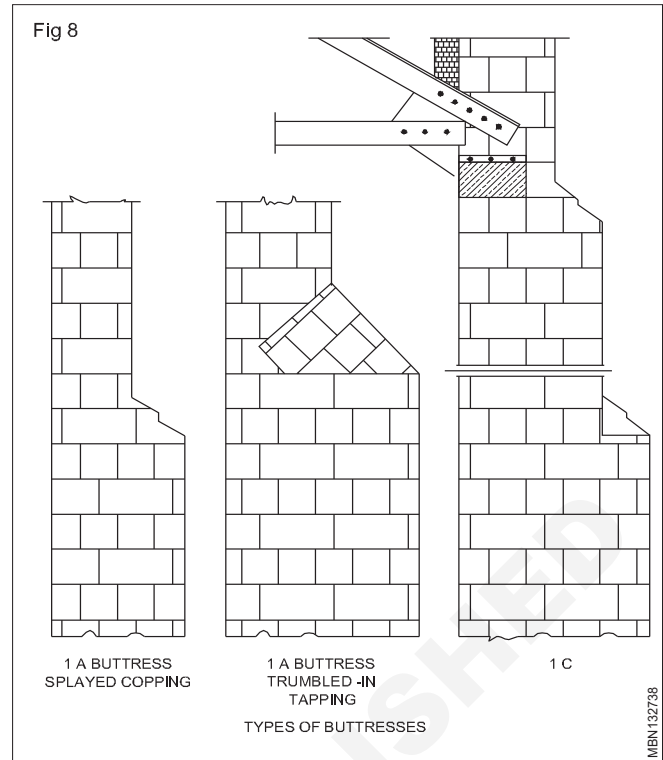 Fig 8
1 A BUTTRESS
SPLAYED COPPING
1 A BUTTRESS
TRUMBLED -IN
TAPPING
1 C
TYPES OF BUTTRESSES
MBN132738